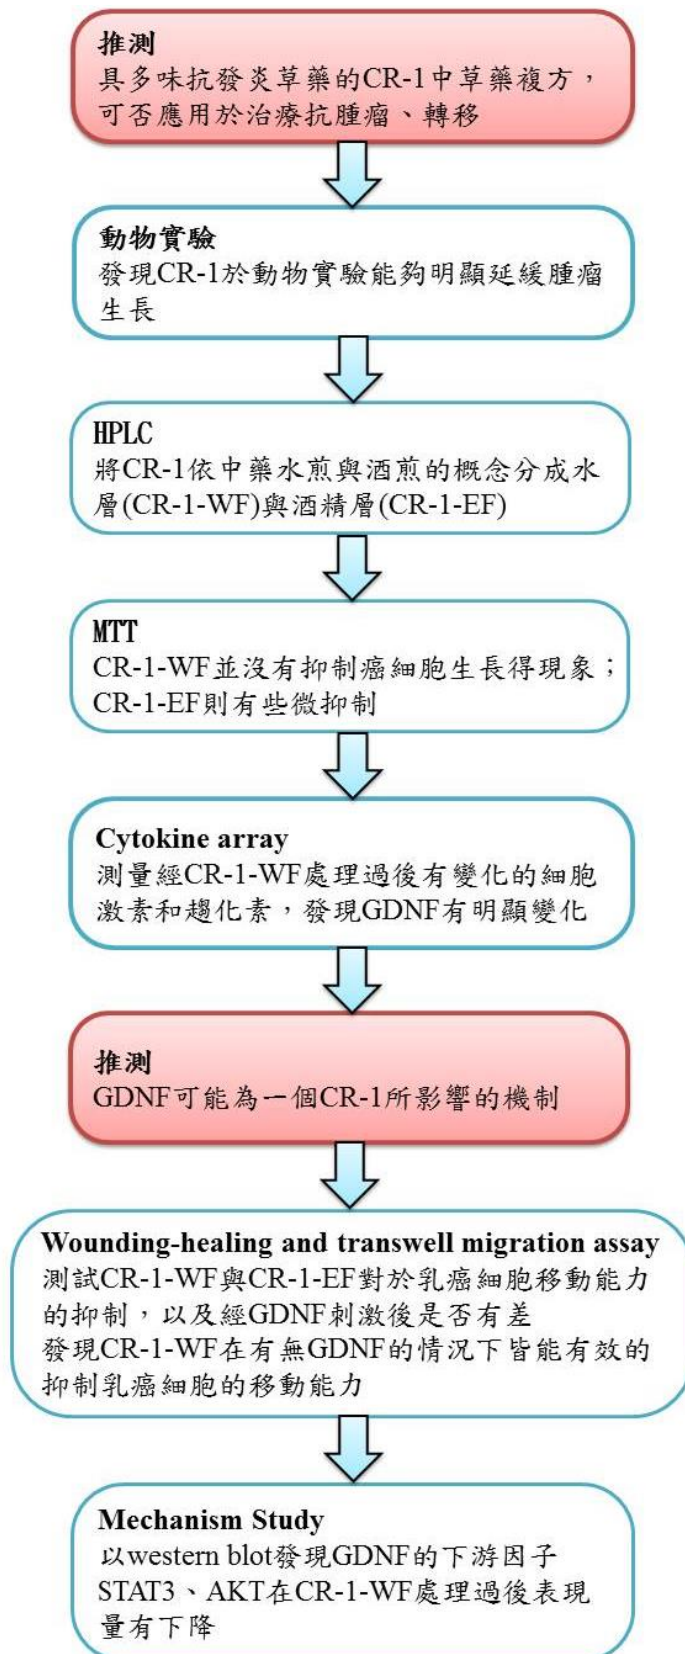 推測
具多味抗發炎草藥的CR-1中草藥複方，
可否應用於治療抗腫瘤、轉移
動物實驗
發現CR-1於動物實驗能夠明顯延緩腫瘤
生長
HPLC
將CR-1依中藥水煎與酒煎的概念分成水
層(CR-1-WF)與酒精層(CR-1-EF)
MTT
CR-1-WF並沒有抑制癌細胞生長得現象；
CR-1-EF則有些微抑制
Cytokine array
測量經CR-1-WF處理過後有變化的細胞
激素和趨化素，發現GDNF有明顯變化
推測
GDNF可能為一個CR-1所影響的機制
Wounding-healing and transwell migration assay
測試CR-1-WF與CR-1-EF對於乳癌細胞移動能力
的抑制，以及經GDNF刺激後是否有差
發現CR-1-WF在有無GDNF的情況下皆能有效的
抑制乳癌細胞的移動能力
Mechanism Study
以western blot發現GDNF的下游因子
STAT3、AKT在CR-1-WF處理過後表現
量有下降